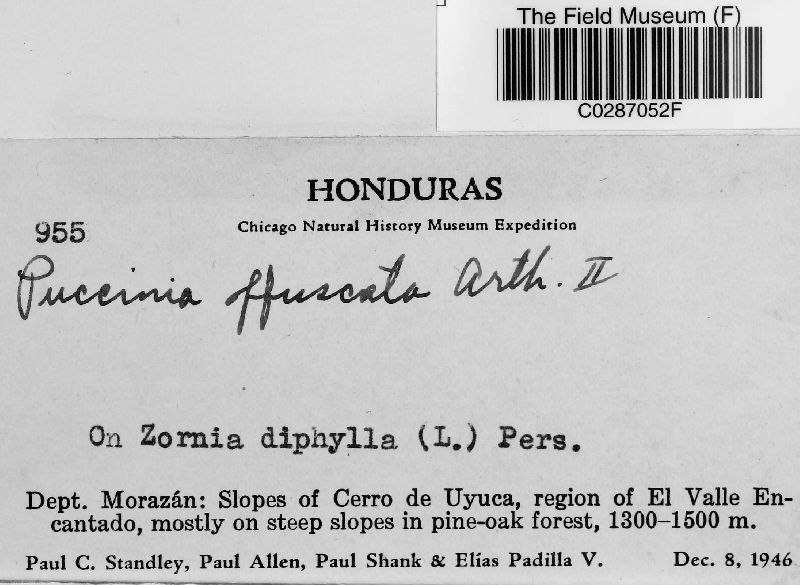 The Field Museum (F)
C0287052F
HONDURAS
955
Chicago Natural History Museum Expedition
Puccinia offuscata Arth. II
On Zornia diphylla (L.) Pers.
Dept. Morazán: Slopes of Cerro de Uyuca, region of El Valle En-
cantado, mostly on steep slopes in pine-oak forest, 1300–1500 m.
Paul C. Standley, Paul Allen, Paul Shank & Elías Padilla V. Dec. 8, 1946